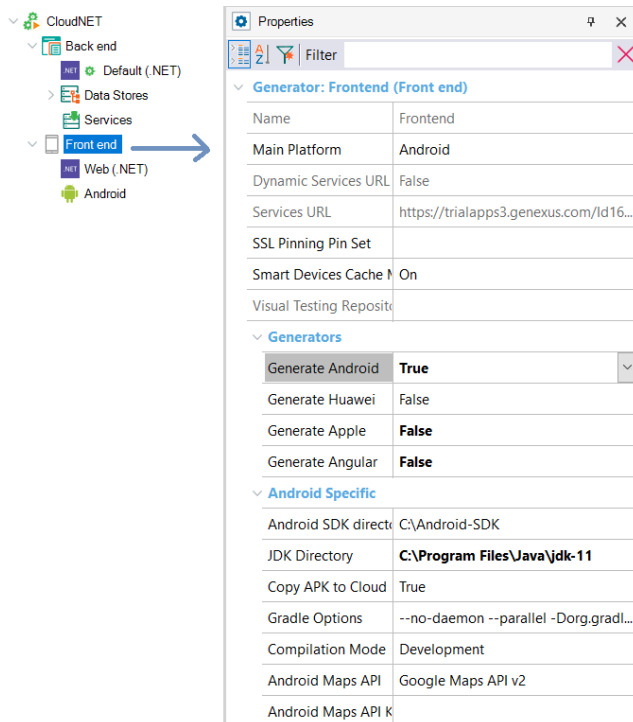 CloudNET
Back end
.NET Default (.NET)
Data Stores
Services
Front end
.NET Web (.NET)
Android
Properties
A Z Filter
Generator: Frontend (Front end)
Name Frontend
Main Platform Android
Dynamic Services URL False
Services URL https://trialapps3.genexus.com/Id16...
SSL Pinning Pin Set
Smart Devices Cache M On
Visual Testing Reposito
Generators
Generate Android True
Generate Huawei False
Generate Apple False
Generate Angular False
Android Specific
Android SDK directo C:\Android-SDK
JDK Directory C:\Program Files\Java\jdk-11
Copy APK to Cloud True
Gradle Options --no-daemon --parallel -Dorg.gradl...
Compilation Mode Development
Android Maps API Google Maps API v2
Android Maps API K